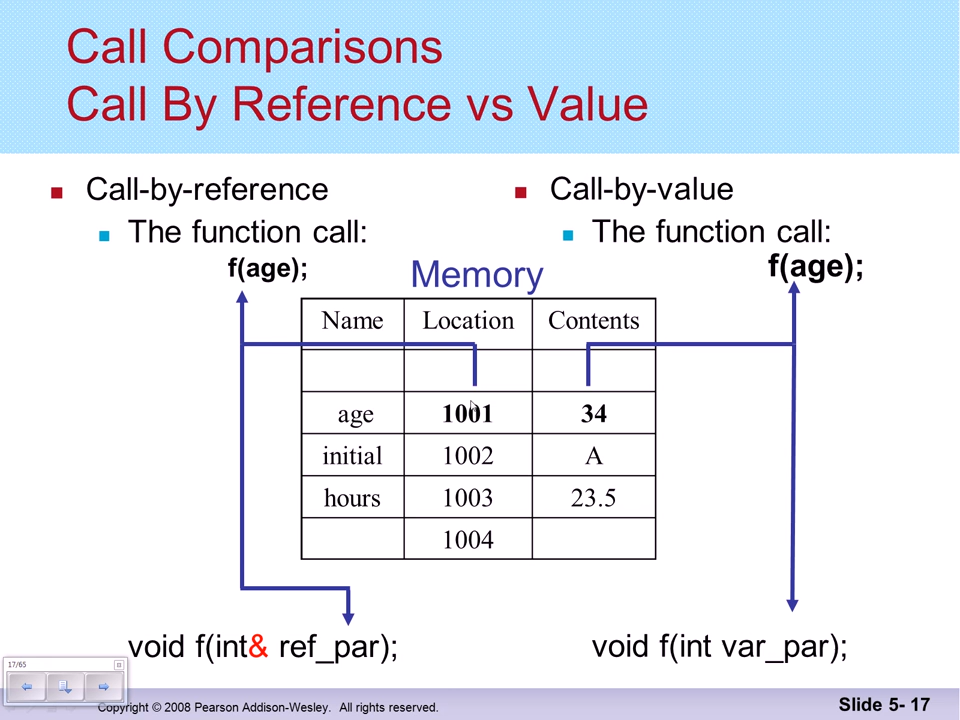 Call Comparisons
Call By Reference vs Value
Call-by-reference
The function call:
f(age);
Call-by-value
The function call:
f(age);
Memory
Name Location Contents
age 1001 34
initial 1002 A
hours 1003 23.5
1004
void f(int& ref_par);
void f(int var_par);
17/65
Copyright © 2008 Pearson Addison-Wesley. All rights reserved.
Slide 5- 17